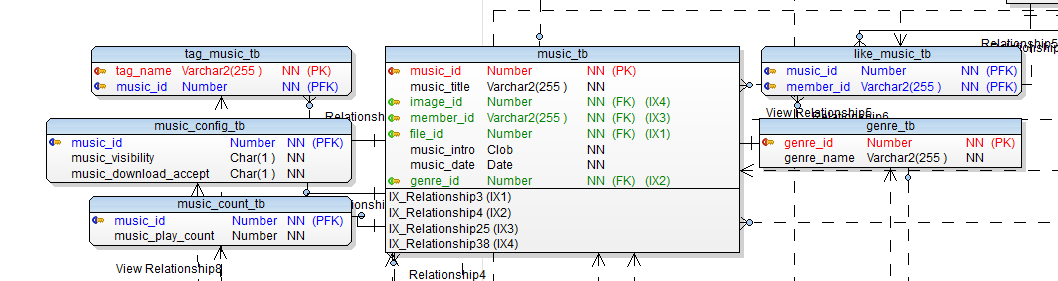 Relationship5
tag_music_tb
tag_name Varchar2(255 ) NN (PK)
music_id Number NN (PFK)
music_tb
music_id Number NN (PK)
music_title Varchar2(255 ) NN
image_id Number NN (FK) (IX4)
member_id Varchar2(255 ) NN (FK) (IX3)
file_id Number NN (FK) (IX1)
music_intro Clob NN
music_date Date NN
genre_id Number NN (FK) (IX2)
IX_Relationship3 (IX1)
IX_Relationship4 (IX2)
IX_Relationship25 (IX3)
IX_Relationship38 (IX4)
like_music_tb
music_id Number NN (PFK)
member_id Varchar2(255 ) NN (PFK)
View Relationship5
genre_tb
genre_id Number NN (PK)
genre_name Varchar2(255 ) NN
music_config_tb
music_id Number NN (PFK)
music_visibility Char(1 ) NN
music_download_accept Char(1 ) NN
music_count_tb
music_id Number NN (PFK)
music_play_count Number NN
View Relationship8
Relationship4